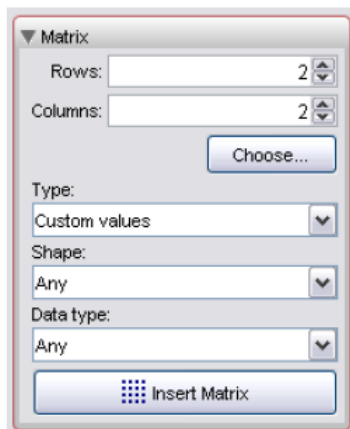 Matrix
Rows: 2
Columns: 2
Choose...
Type:
Custom values
Shape:
Any
Data type:
Any
Insert Matrix